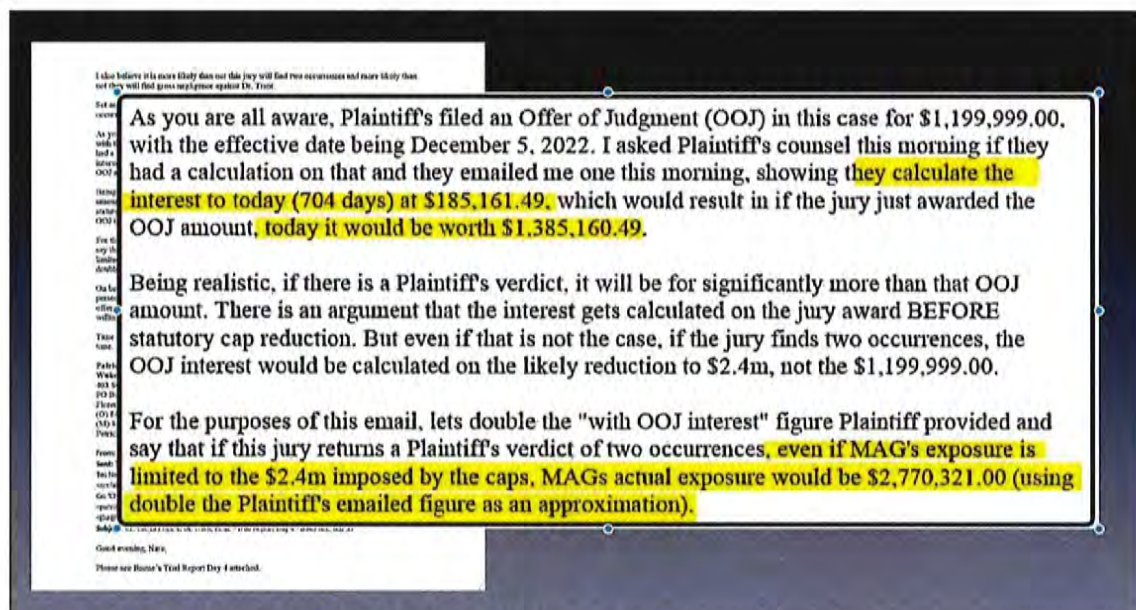 I also believe it is more likely than not this jury will find two occurrences and more likely than
not they will find gross negligence against Dr. Trent.
As you are all aware, Plaintiff's filed an Offer of Judgment (OOJ) in this case for $1,199,999.00,
with the effective date being December 5, 2022. I asked Plaintiff's counsel this morning if they
had a calculation on that and they emailed me one this morning, showing they calculate the
interest to today (704 days) at $185,161.49, which would result in if the jury just awarded the
OOJ amount, today it would be worth $1,385,160.49.
Being realistic, if there is a Plaintiff's verdict, it will be for significantly more than that OOJ
amount. There is an argument that the interest gets calculated on the jury award BEFORE
statutory cap reduction. But even if that is not the case, if the jury finds two occurrences, the
OOJ interest would be calculated on the likely reduction to $2.4m, not the $1,199,999.00.
For the purposes of this email, lets double the "with OOJ interest" figure Plaintiff provided and
say that if this jury returns a Plaintiff's verdict of two occurrences, even if MAG's exposure is
limited to the $2.4m imposed by the caps, MAGs actual exposure would be $2,770,321.00 (using
double the Plaintiff's emailed figure as an approximation).
Good evening, Nara,
Please see House's Trial Report Day 4 attached.